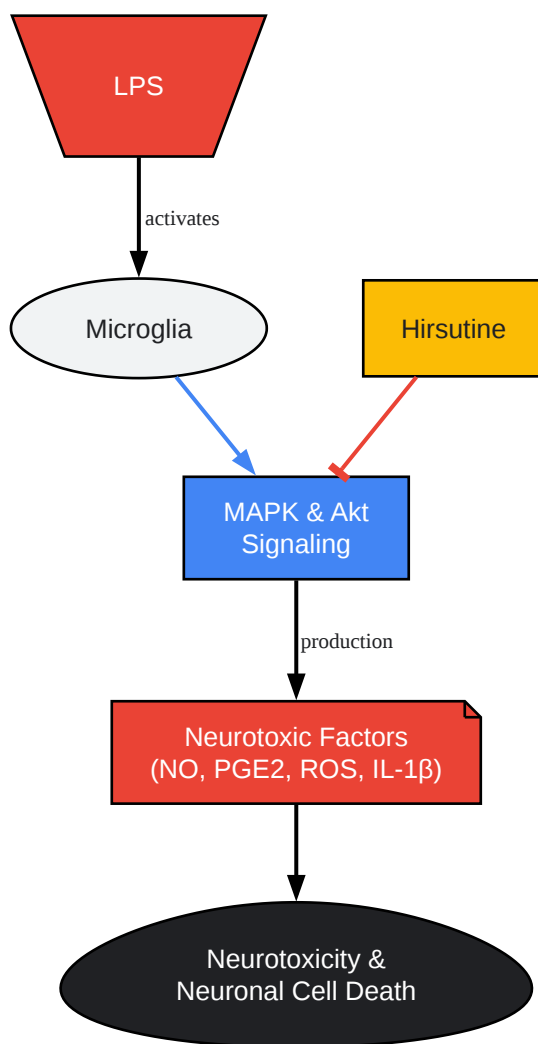 LPS
activates
Microglia
Hirsutine
MAPK & Akt
Signaling
production
Neurotoxic Factors
(NO, PGE2, ROS, IL-1β)
Neurotoxicity &
Neuronal Cell Death